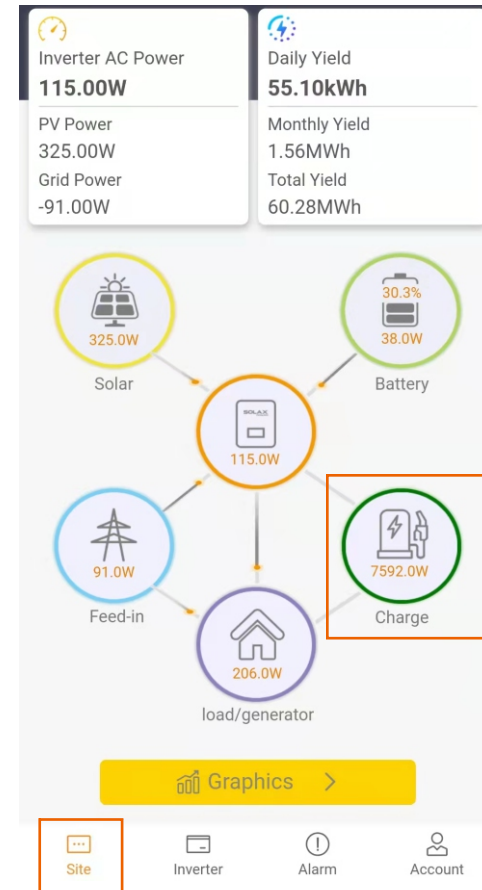 Inverter AC Power
115.00W
PV Power
325.00W
Grid Power
-91.00W
Daily Yield
55.10kWh
Monthly Yield
1.56MWh
Total Yield
60.28MWh
325.0W
Solar
30.3%
38.0W
Battery
SOLAX
115.0W
91.0W
Feed-in
7592.0W
Charge
206.0W
load/generator
Graphics >
Site
Inverter
Alarm
Account